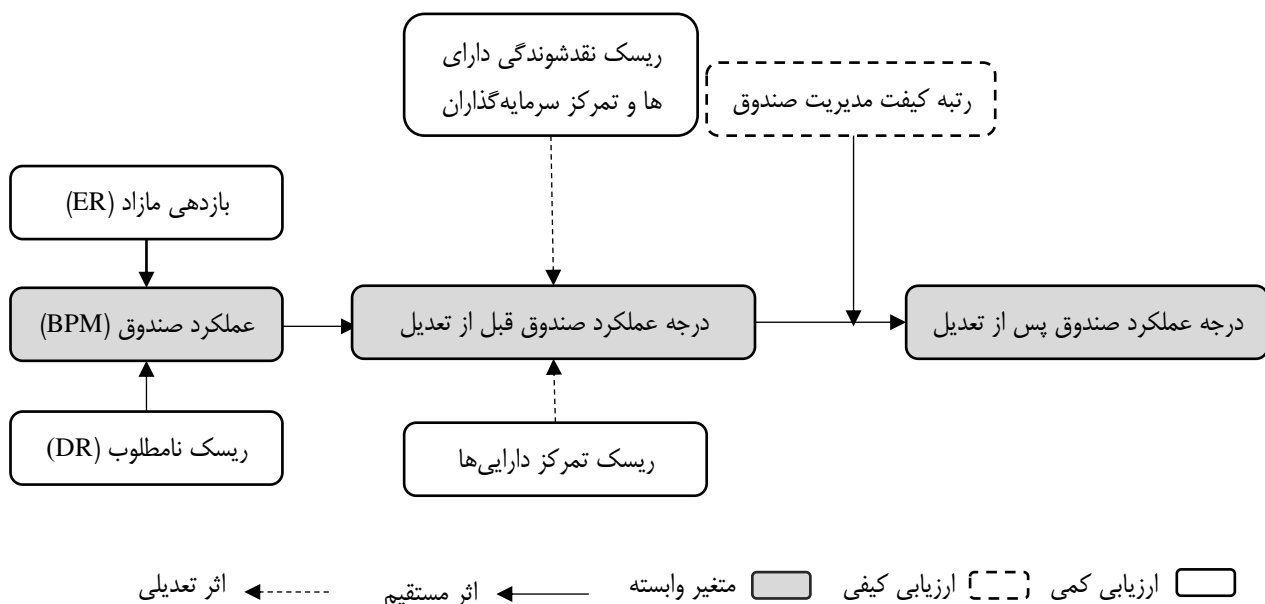 ریسک نقدشوندگی دارای
ها و تمرکز سرمایه‌گذاران
رتبه کیفت مدیریت صندوق
بازدهی مازاد (ER)
عملکرد صندوق (BPM)
درجه عملکرد صندوق قبل از تعدیل
درجه عملکرد صندوق پس از تعدیل
ریسک نامطلوب (DR)
ریسک تمرکز دارایی‌ها
ارزیابی کمی
ارزیابی کیفی
متغیر وابسته
اثر مستقیم
اثر تعدیلی